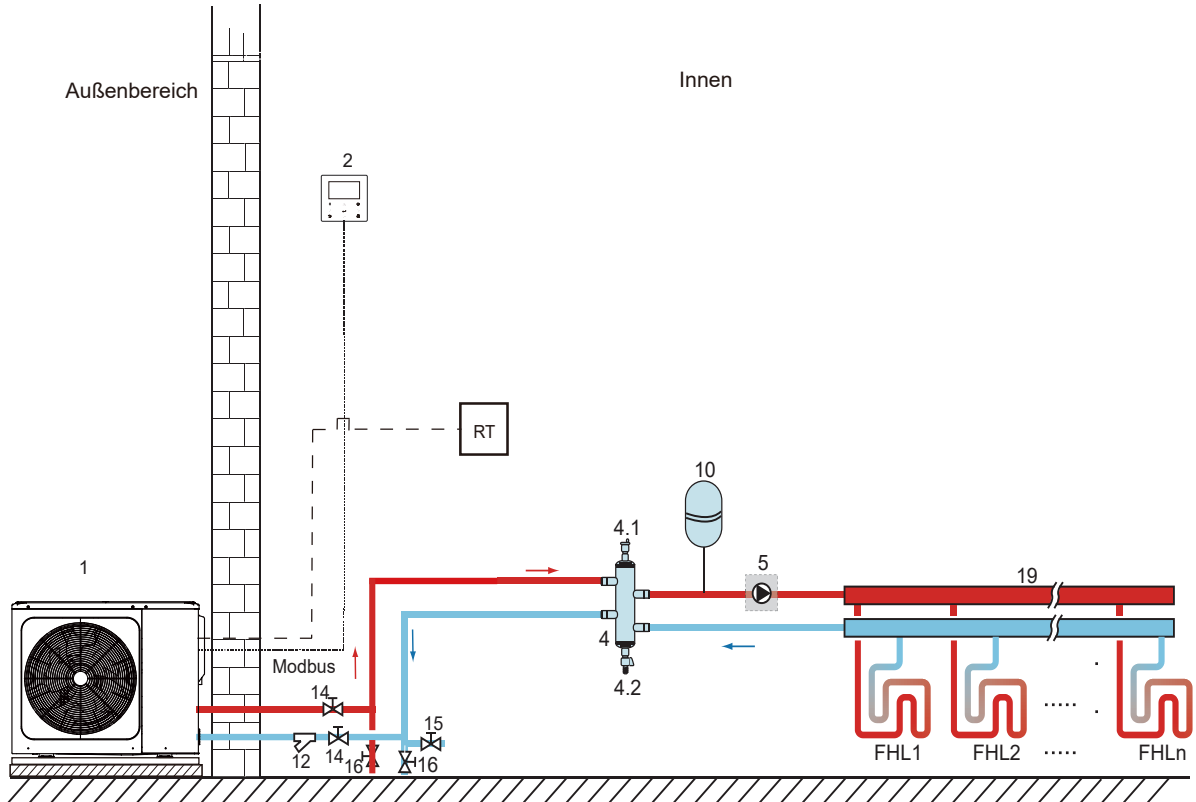 Außenbereich
Innen
2
RT
10
4.1
5
1
19
4
Modbus
4.2
14
15
12
14
16
16
FHL1
FHL2
.....
.....
FHLn